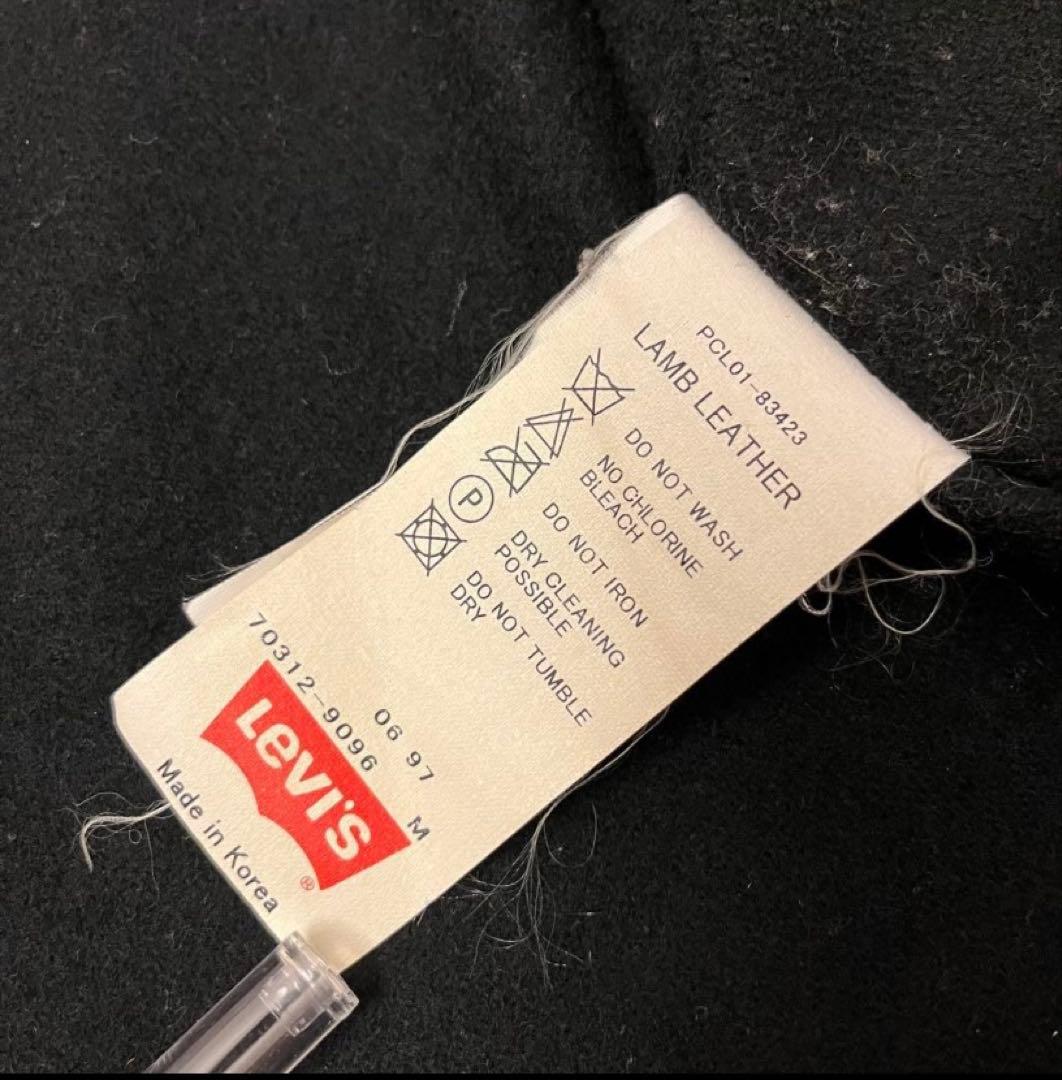 PCL01-83423
LAMB LEATHER
DO NOT WASH
NO CHLORINE
BLEACH
DO NOT IRON
DRY CLEANING
POSSIBLE
P
DO NOT TUMBLE
DRY
06 97
70312-9096 M
Levi's®
Made in Korea